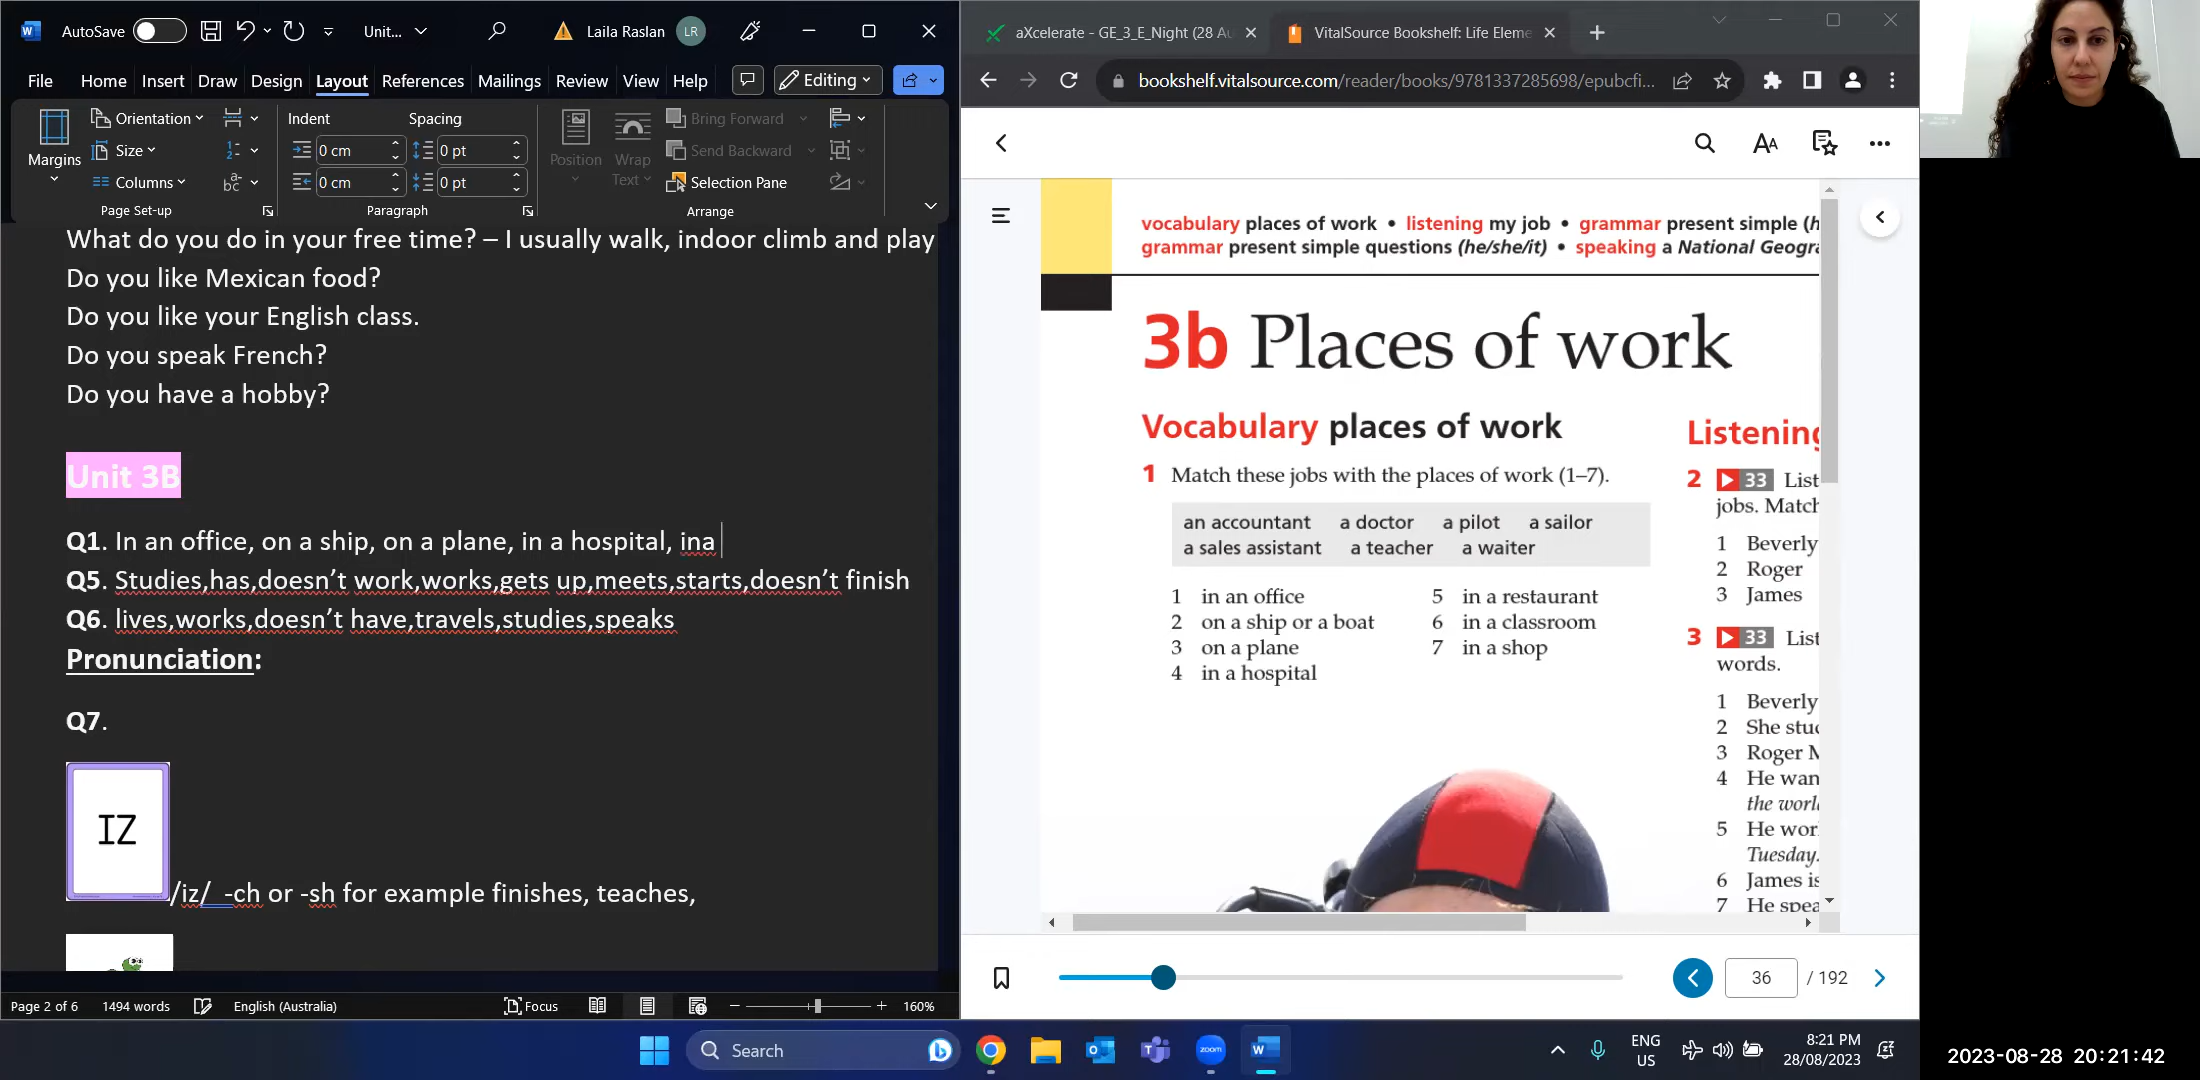 AutoSave
Unit...
Laila Raslan
LR
File Home Insert Draw Design Layout References Mailings Review View Help
Editing
Margins
Orientation
Size
Columns
Page Set-up
Indent
Spacing
0 cm
0 pt
0 cm
0 pt
Paragraph
Position
Wrap Text
Bring Forward
Send Backward
Selection Pane
Arrange
What do you do in your free time? – I usually walk, indoor climb and play
Do you like Mexican food?
Do you like your English class.
Do you speak French?
Do you have a hobby?
Unit 3B
Q1. In an office, on a ship, on a plane, in a hospital, ina
Q5. Studies,has,doesn’t work,works,gets up,meets,starts,doesn’t finish
Q6. lives,works,doesn’t have,travels,studies,speaks
Pronunciation:
Q7.
IZ
/iz/ -ch or -sh for example finishes, teaches,
Page 2 of 6
1494 words
English (Australia)
Focus
160%
aXcelerate - GE_3_E_Night (28 Au
VitalSource Bookshelf: Life Eleme
bookshelf.vitalsource.com/reader/books/9781337285698/epubcfi...
vocabulary places of work • listening my job • grammar present simple (h
grammar present simple questions (he/she/it) • speaking a National Geogra
3b Places of work
Vocabulary places of work
1 Match these jobs with the places of work (1–7).
an accountant a doctor a pilot a sailor
a sales assistant a teacher a waiter
1 in an office
2 on a ship or a boat
3 on a plane
4 in a hospital
5 in a restaurant
6 in a classroom
7 in a shop
Listening
2 33 List
jobs. Match
1 Beverly
2 Roger
3 James
3 33 List
words.
1 Beverly
2 She stud
3 Roger M
4 He wan
the world
5 He wor
Tuesday.
6 James is
7 He spea
36 / 192
Search
zoom
ENG
US
8:21 PM
28/08/2023
2023-08-28 20:21:42